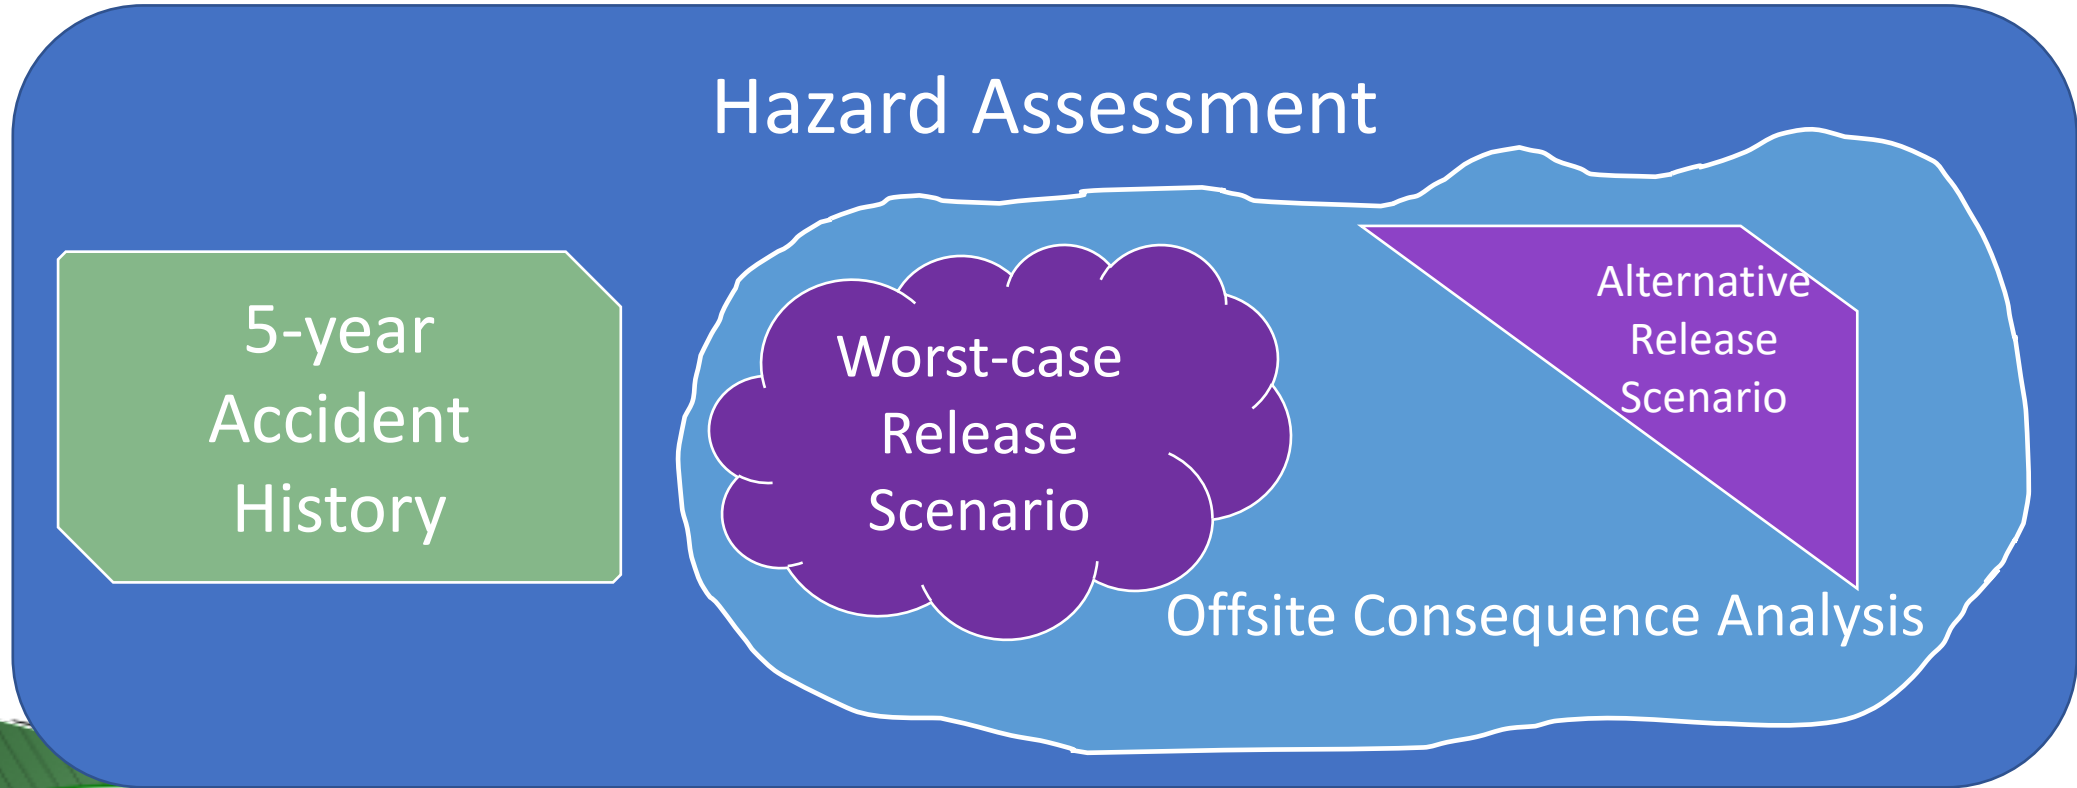 Hazard Assessment
5-year
Accident
History
Worst-case
Release
Scenario
Alternative
Release
Scenario
Offsite Consequence Analysis